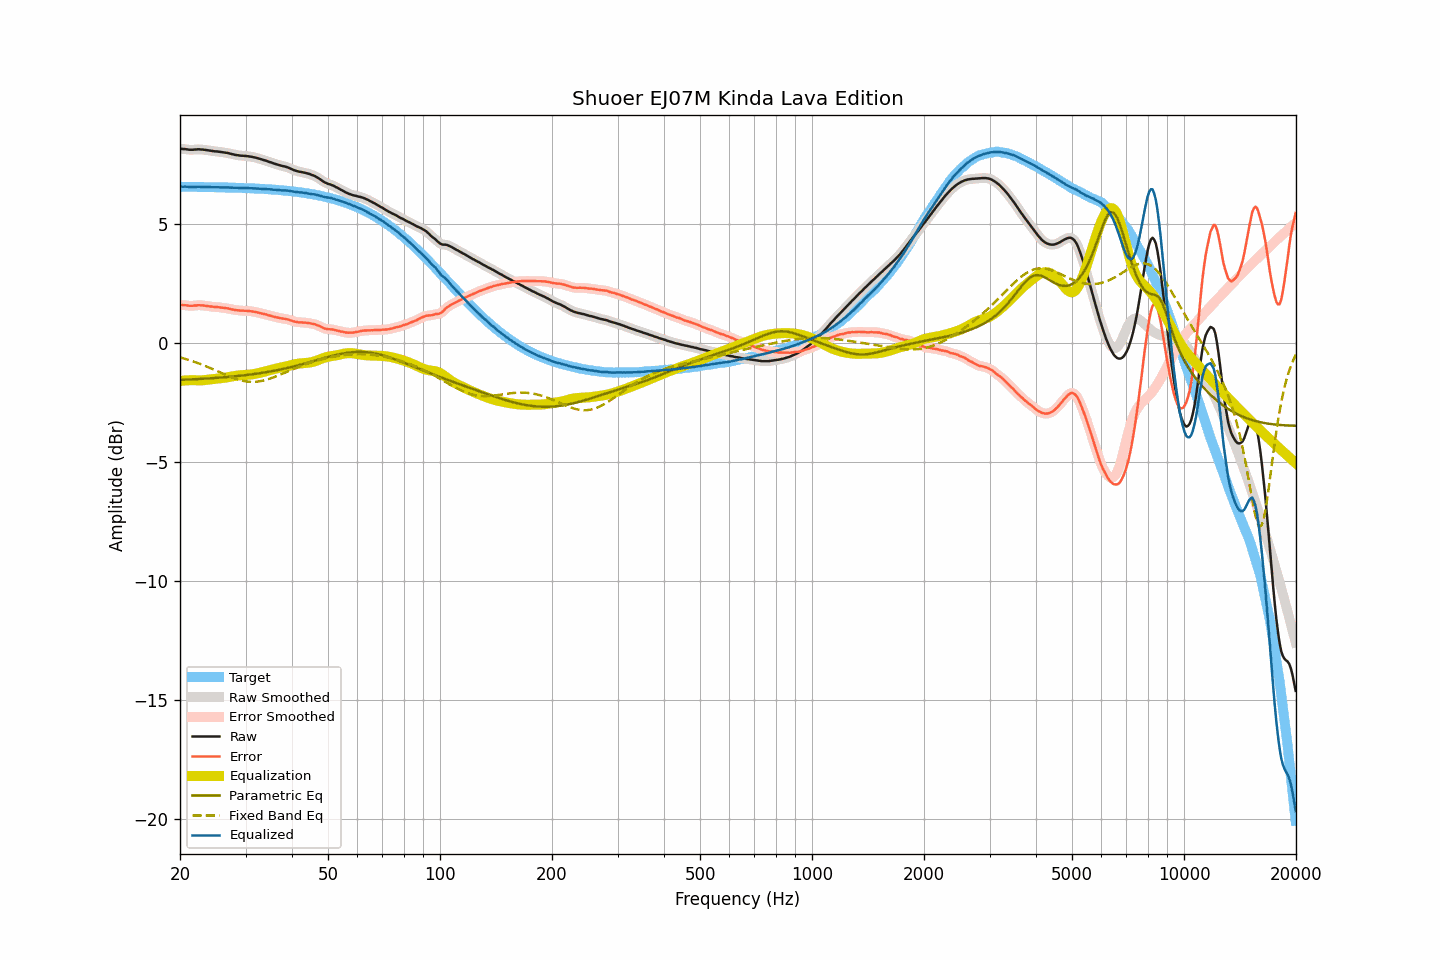 Shuoer EJ07M Kinda Lava Edition
Amplitude (dBr)
5
0
−5
−10
−15
−20
Target
Raw Smoothed
Error Smoothed
Raw
Error
Equalization
Parametric Eq
Fixed Band Eq
Equalized
20 50 100 200 500 1000 2000 5000 10000 20000
Frequency (Hz)